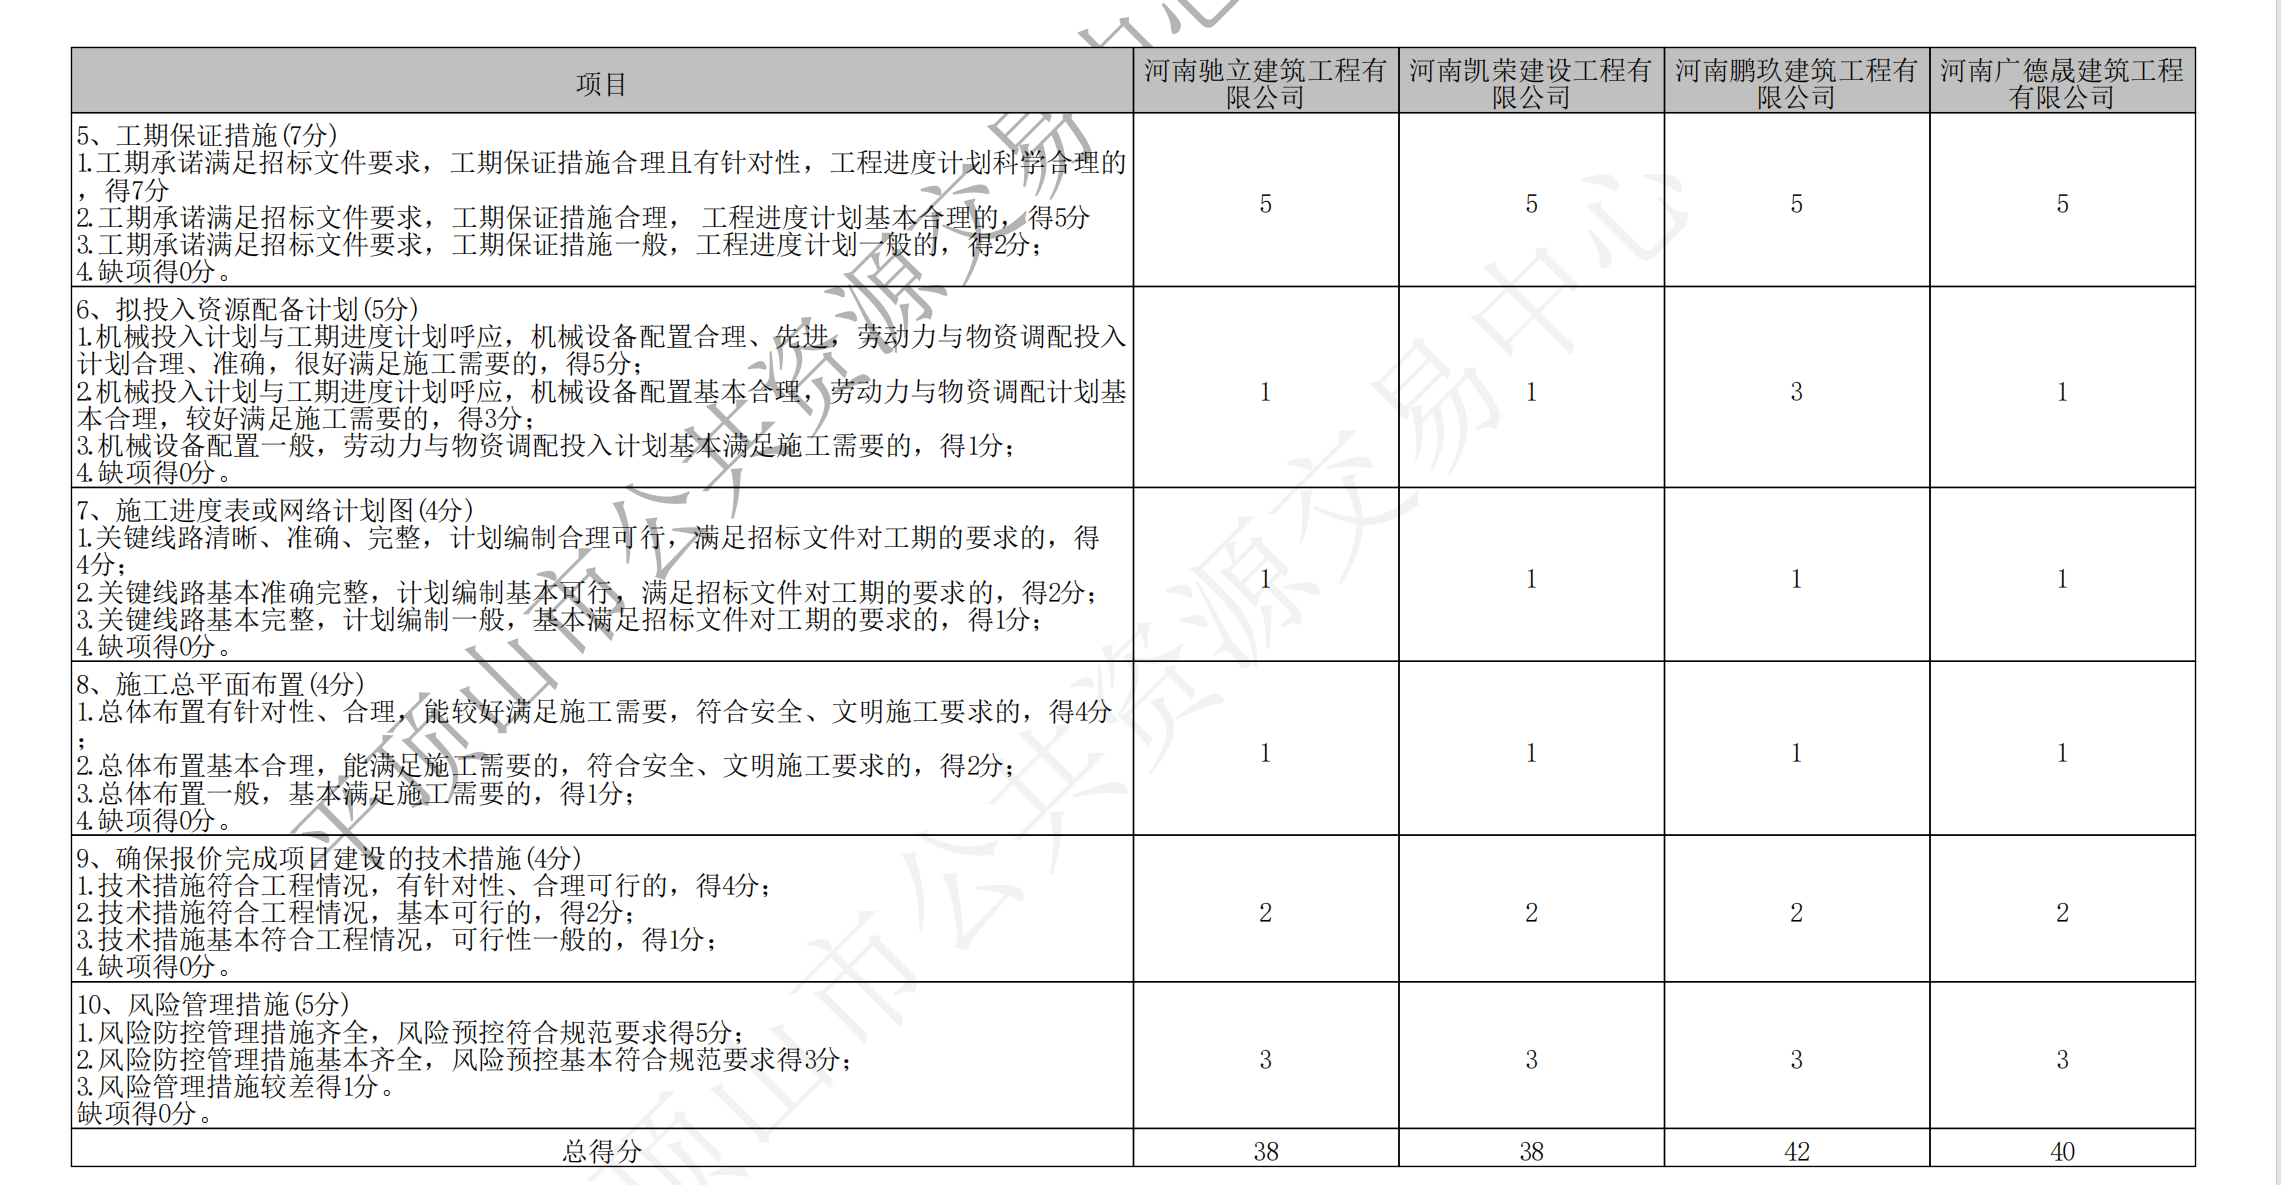 项目
河南驰立建筑工程有
限公司
河南凯荣建设工程有
限公司
河南鹏玖建筑工程有
限公司
河南广德晟建筑工程
有限公司
5、工期保证措施(7分)
1.工期承诺满足招标文件要求，工期保证措施合理且有针对性，工程进度计划科学合理的
，得7分
2.工期承诺满足招标文件要求，工期保证措施合理， 工程进度计划基本合理的，得5分
3.工期承诺满足招标文件要求，工期保证措施一般，工程进度计划一般的，得2分；
4.缺项得0分。
5
5
5
5
6、拟投入资源配备计划(5分)
1.机械投入计划与工期进度计划呼应，机械设备配置合理、先进，劳动力与物资调配投入
计划合理、准确，很好满足施工需要的，得5分；
2.机械投入计划与工期进度计划呼应，机械设备配置基本合理，劳动力与物资调配计划基
本合理，较好满足施工需要的，得3分；
3.机械设备配置一般，劳动力与物资调配投入计划基本满足施工需要的，得1分；
4.缺项得0分。
1
1
3
1
7、施工进度表或网络计划图(4分)
1.关键线路清晰、准确、完整，计划编制合理可行，满足招标文件对工期的要求的，得
4分；
2.关键线路基本准确完整，计划编制基本可行，满足招标文件对工期的要求的，得2分；
3.关键线路基本完整，计划编制一般，基本满足招标文件对工期的要求的，得1分；
4.缺项得0分。
1
1
1
1
8、施工总平面布置(4分)
1.总体布置有针对性、合理，能较好满足施工需要，符合安全、文明施工要求的，得4分
；
2.总体布置基本合理，能满足施工需要的，符合安全、文明施工要求的，得2分；
3.总体布置一般，基本满足施工需要的，得1分；
4.缺项得0分。
1
1
1
1
9、确保报价完成项目建设的技术措施(4分)
1.技术措施符合工程情况，有针对性、合理可行的，得4分；
2.技术措施符合工程情况，基本可行的，得2分；
3.技术措施基本符合工程情况，可行性一般的，得1分；
4.缺项得0分。
2
2
2
2
10、风险管理措施(5分)
1.风险防控管理措施齐全，风险预控符合规范要求得5分；
2.风险防控管理措施基本齐全，风险预控基本符合规范要求得3分；
3.风险管理措施较差得1分。
缺项得0分。
3
3
3
3
总得分
38
38
42
40
平顶山市公共资源交易中心
顶山市公共资源交易中心